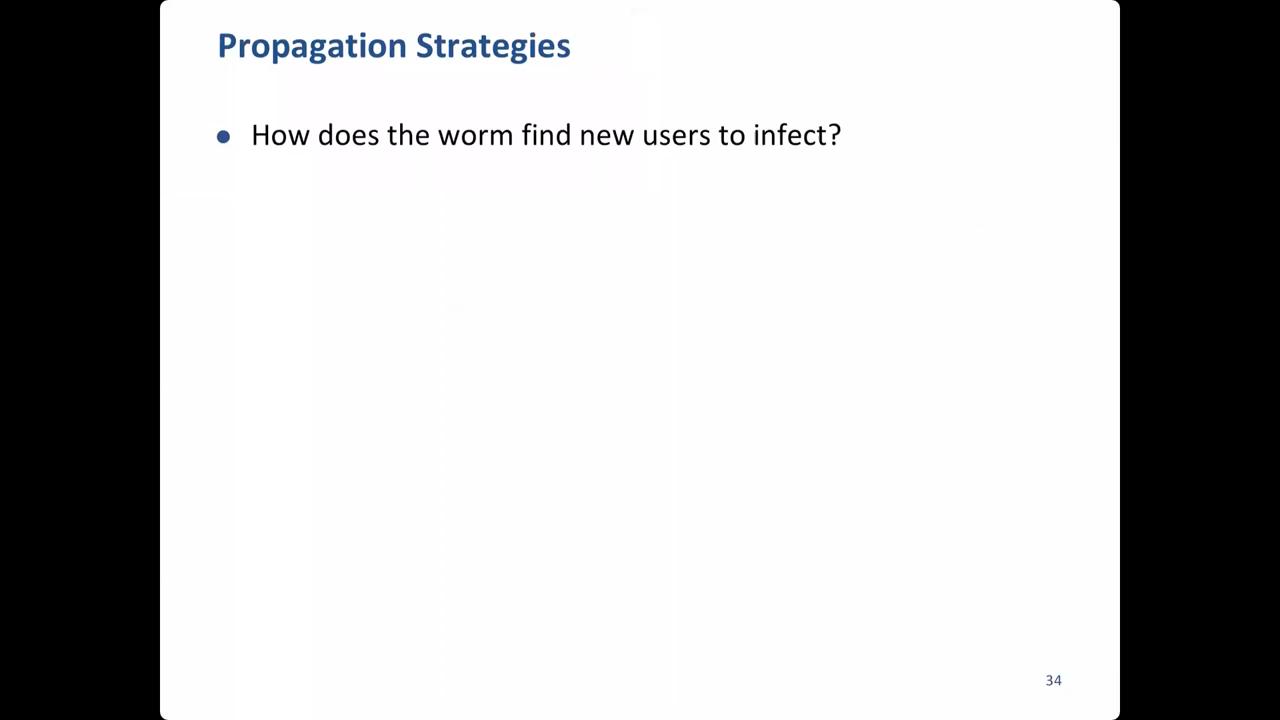 Propagation Strategies
● How does the worm find new users to infect?
34